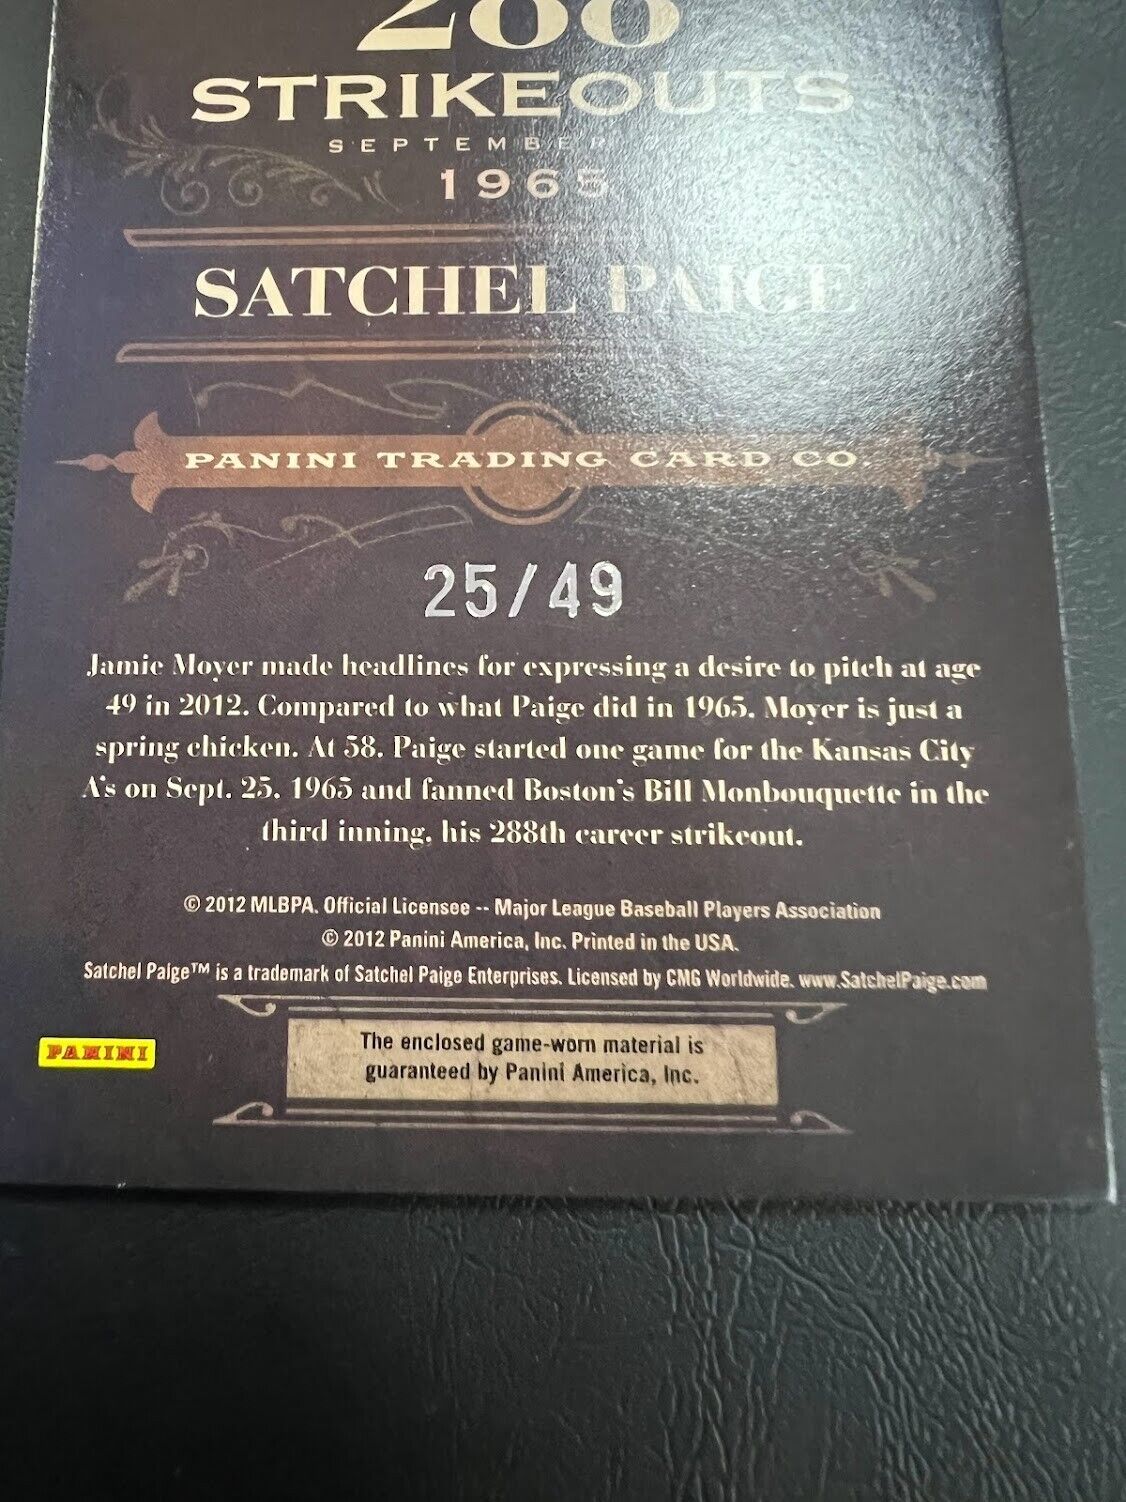 288
STRIKEOUTS
SEPTEMBER
1965
SATCHEL PAIGE
PANINI TRADING CARD CO.
25/49
Jamie Moyer made headlines for expressing a desire to pitch at age
49 in 2012. Compared to what Paige did in 1965, Moyer is just a
spring chicken. At 58, Paige started one game for the Kansas City
A's on Sept. 25, 1965 and fanned Boston's Bill Monbouquette in the
third inning, his 288th career strikeout.
© 2012 MLBPA. Official Licensee -- Major League Baseball Players Association
© 2012 Panini America, Inc. Printed in the USA.
Satchel Paige™ is a trademark of Satchel Paige Enterprises. Licensed by CMG Worldwide. www.SatchelPaige.com
PANINI
The enclosed game-worn material is
guaranteed by Panini America, Inc.